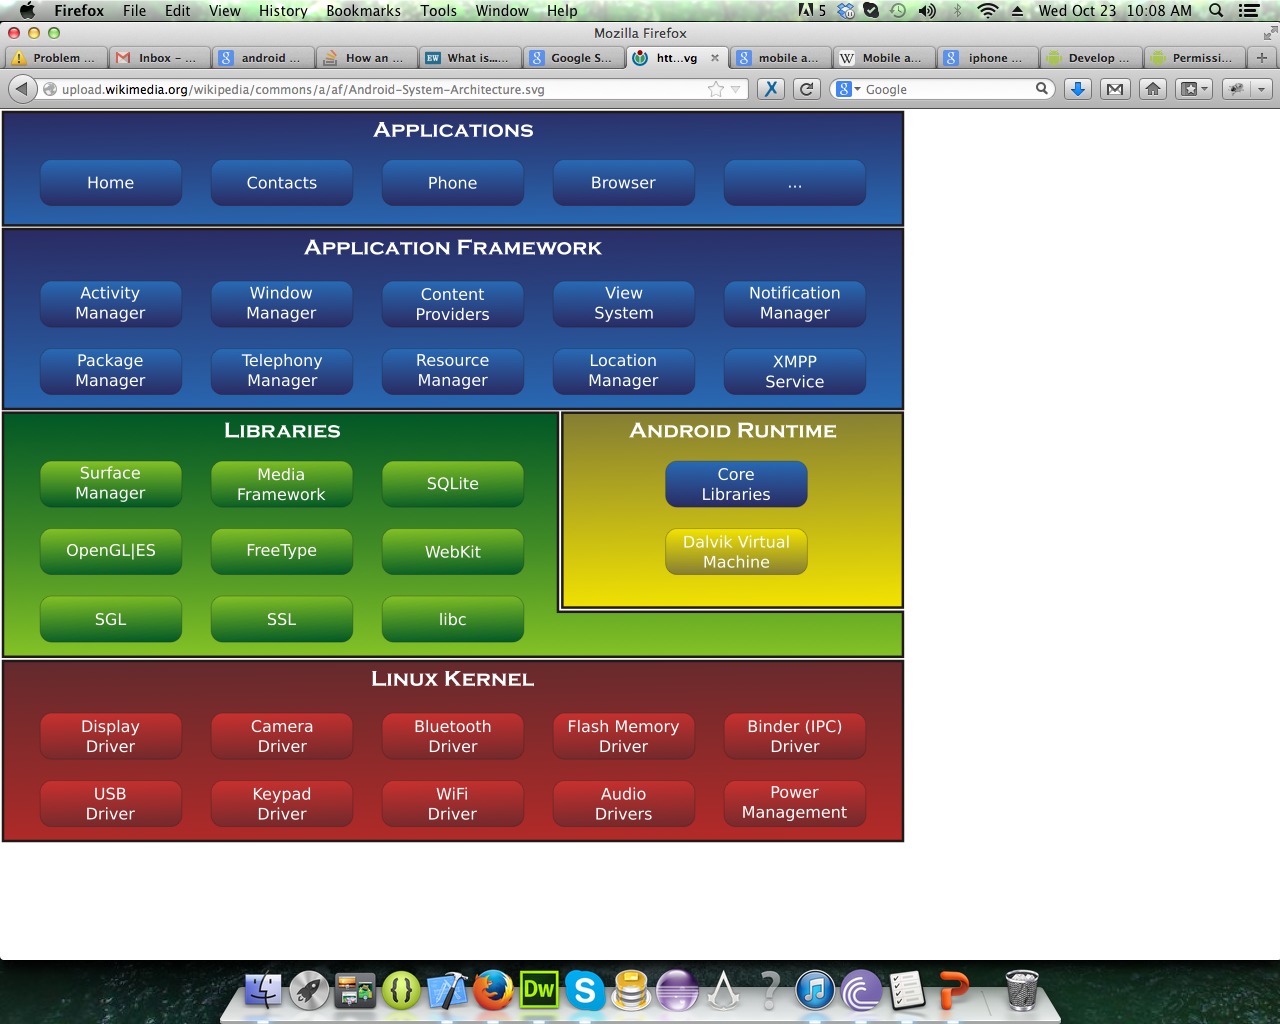 Firefox File Edit View History Bookmarks Tools Window Help 5 Wed Oct 23 10:08 AM
Mozilla Firefox
Problem ... Inbox – ... android ... How an ... EW What is... ... Google S... htt...vg mobile a... W Mobile a... iphone ... Develop ... Permissi...
upload.wikimedia.org/wikipedia/commons/a/af/Android-System-Architecture.svg Google
APPLICATIONS
Home Contacts Phone Browser ...
APPLICATION FRAMEWORK
Activity Manager Window Manager Content Providers View System Notification Manager
Package Manager Telephony Manager Resource Manager Location Manager XMPP Service
LIBRARIES
Surface Manager Media Framework SQLite
OpenGL|ES FreeType WebKit
SGL SSL libc
ANDROID RUNTIME
Core Libraries
Dalvik Virtual Machine
LINUX KERNEL
Display Driver Camera Driver Bluetooth Driver Flash Memory Driver Binder (IPC) Driver
USB Driver Keypad Driver WiFi Driver Audio Drivers Power Management
Dw